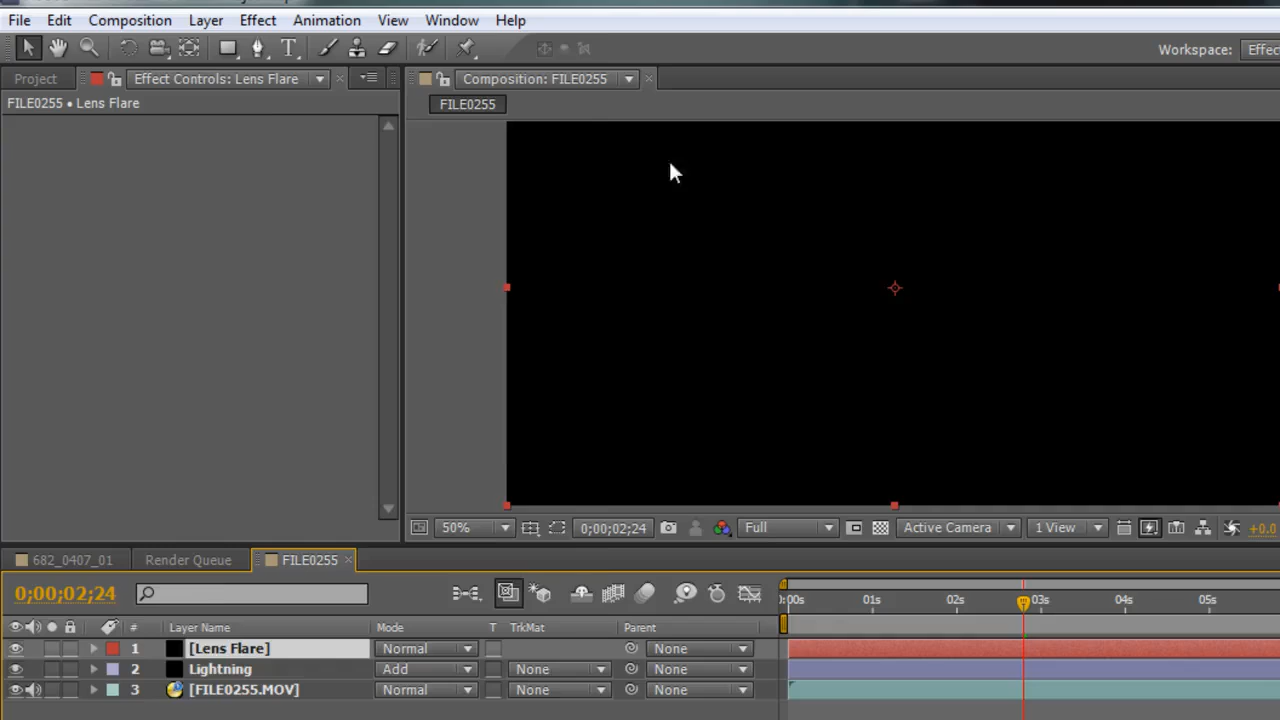 File Edit Composition Layer Effect Animation View Window Help
Workspace: Effec
Project Effect Controls: Lens Flare Composition: FILE0255
FILE0255 • Lens Flare FILE0255
50% 0;00;02;24 Full Active Camera 1 View +0.0
682_0407_01 Render Queue FILE0255
0;00;02;24
):00s 01s 02s 03s 04s 05s
# Layer Name Mode T TrkMat Parent
1 [Lens Flare] Normal None
2 Lightning Add None None
3 [FILE0255.MOV] Normal None None